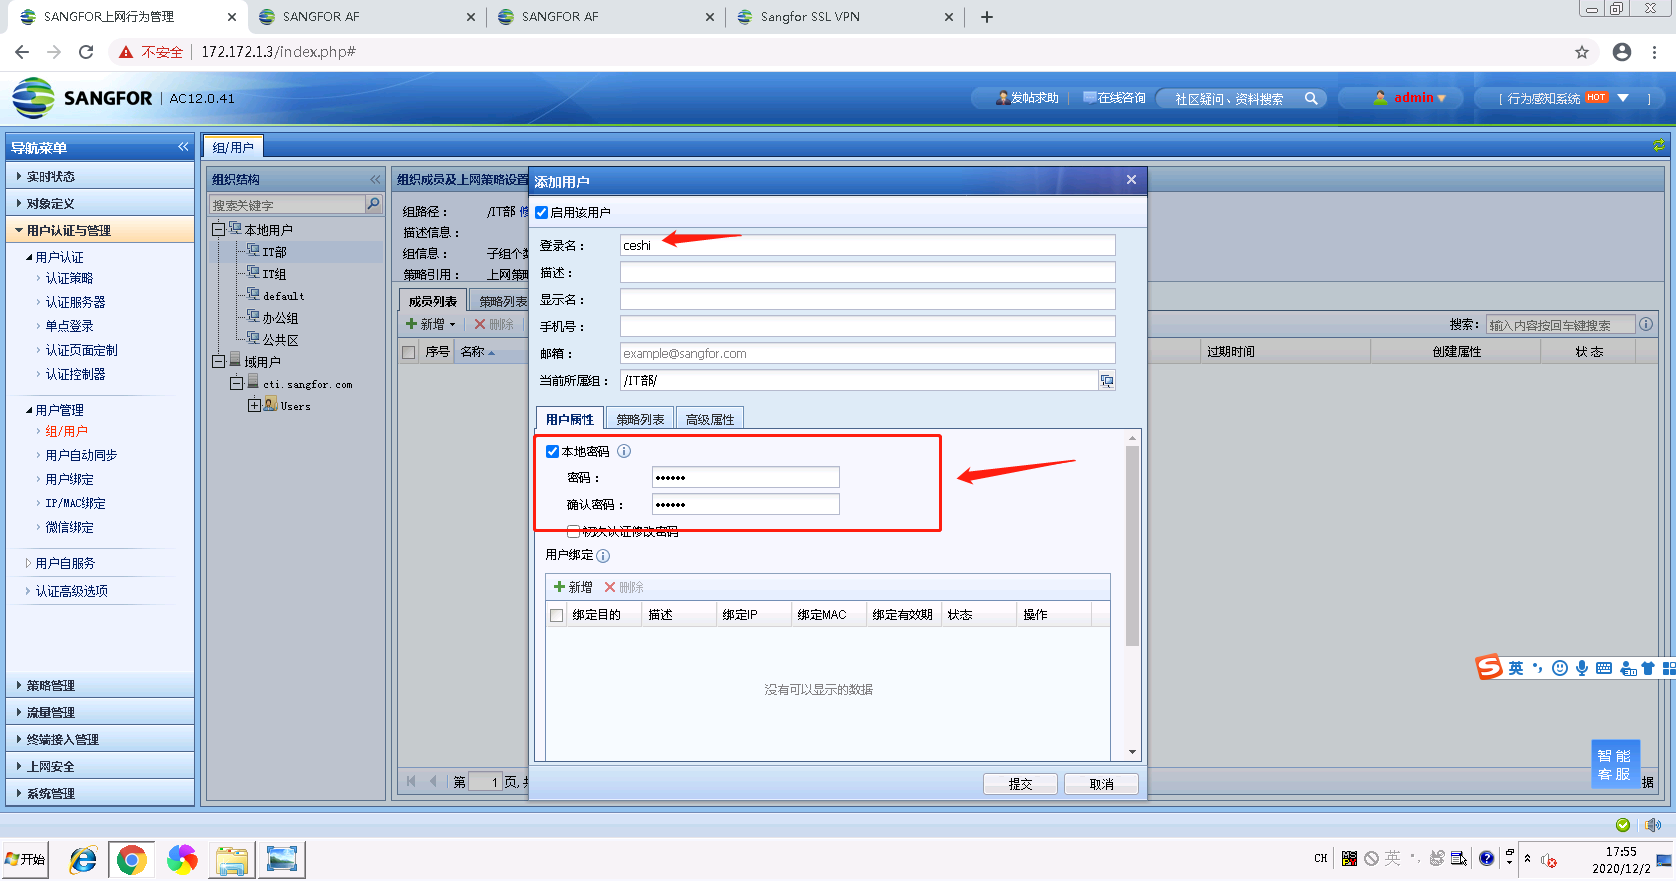 SANGFOR上网行为管理
SANGFOR AF
SANGFOR AF
Sangfor SSL VPN
不安全
172.172.1.3/index.php#
SANGFOR
AC12.0.41
发帖求助
在线咨询
社区疑问、资料搜索
admin
[ 行为感知系统 HOT ]
导航菜单
实时状态
对象定义
用户认证与管理
用户认证
认证策略
认证服务器
单点登录
认证页面定制
认证控制器
用户管理
组/用户
用户自动同步
用户绑定
IP/MAC绑定
微信绑定
用户自服务
认证高级选项
策略管理
流量管理
终端接入管理
上网安全
系统管理
组/用户
组织结构
搜索关键字
本地用户
IT部
IT组
default
办公组
公共区
域用户
cti.sangfor.com
Users
组织成员及上网策略设置
组路径：
/IT部
描述信息：
组信息：
子组个
策略引用：
上网策
成员列表
策略列表
新增
删除
序号
名称
搜索：
输入内容按回车键搜索
过期时间
创建属性
状态
第 1 页,
添加用户
启用该用户
登录名：
ceshi
描述：
显示名：
手机号：
邮箱：
example@sangfor.com
当前所属组：
/IT部/
用户属性
策略列表
高级属性
本地密码
密码：
••••••
确认密码：
••••••
初次认证修改密码
用户绑定
新增
删除
绑定目的
描述
绑定IP
绑定MAC
绑定有效期
状态
操作
没有可以显示的数据
提交
取消
英
智能
客服
据
开始
CH
英
17:55
2020/12/2